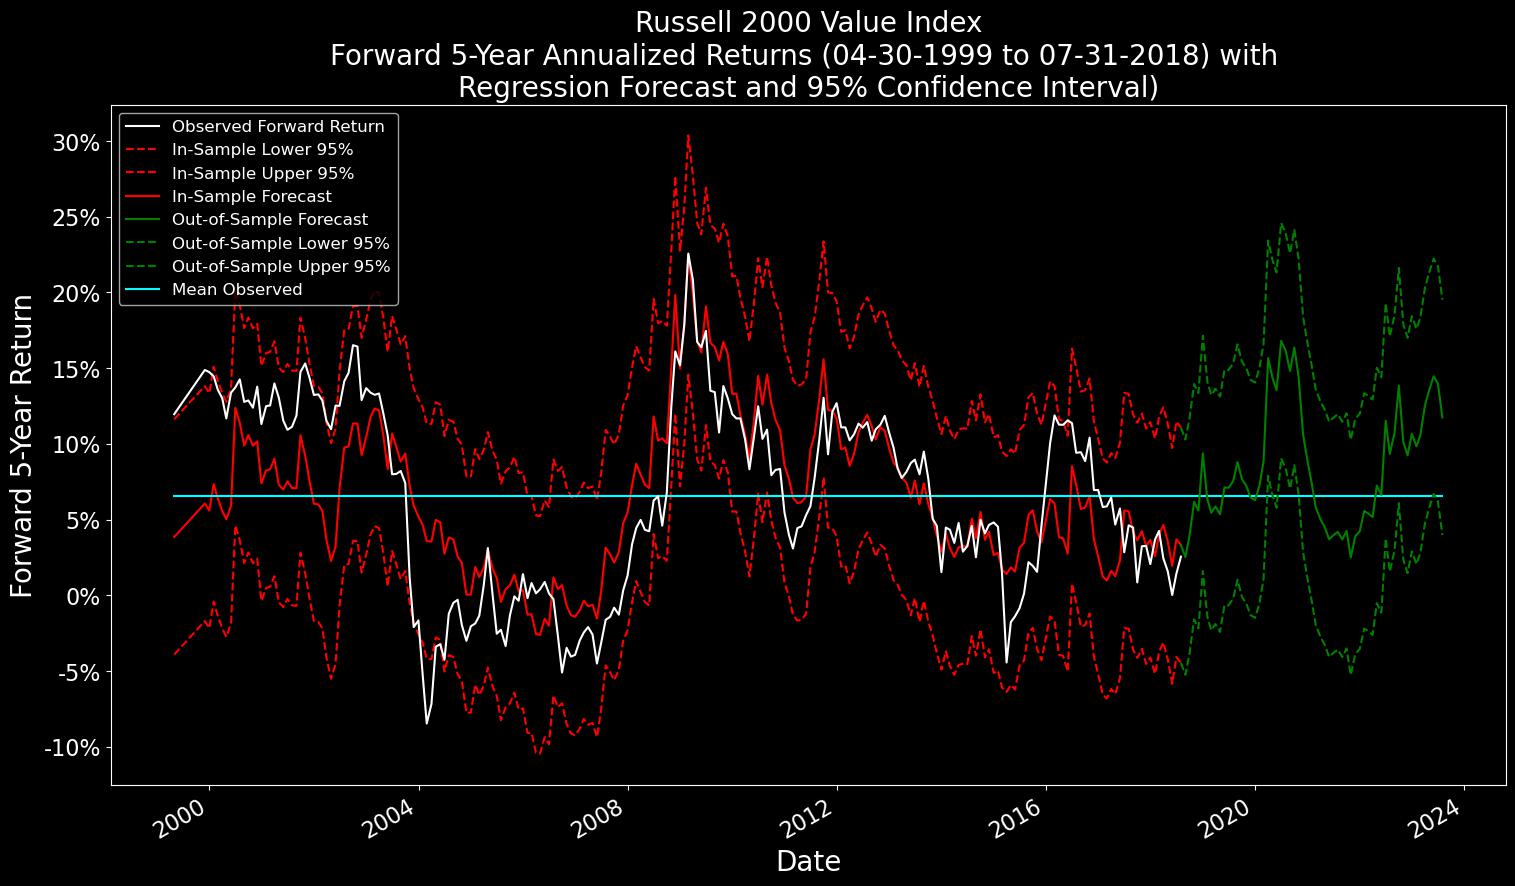 Russell 2000 Value Index
Forward 5-Year Annualized Returns (04-30-1999 to 07-31-2018) with
Regression Forecast and 95% Confidence Interval)
Observed Forward Return
In-Sample Lower 95%
In-Sample Upper 95%
In-Sample Forecast
Out-of-Sample Forecast
Out-of-Sample Lower 95%
Out-of-Sample Upper 95%
Mean Observed
30%
25%
20%
15%
10%
5%
0%
-5%
-10%
Forward 5-Year Return
2000
2004
2008
2012
2016
2020
2024
Date